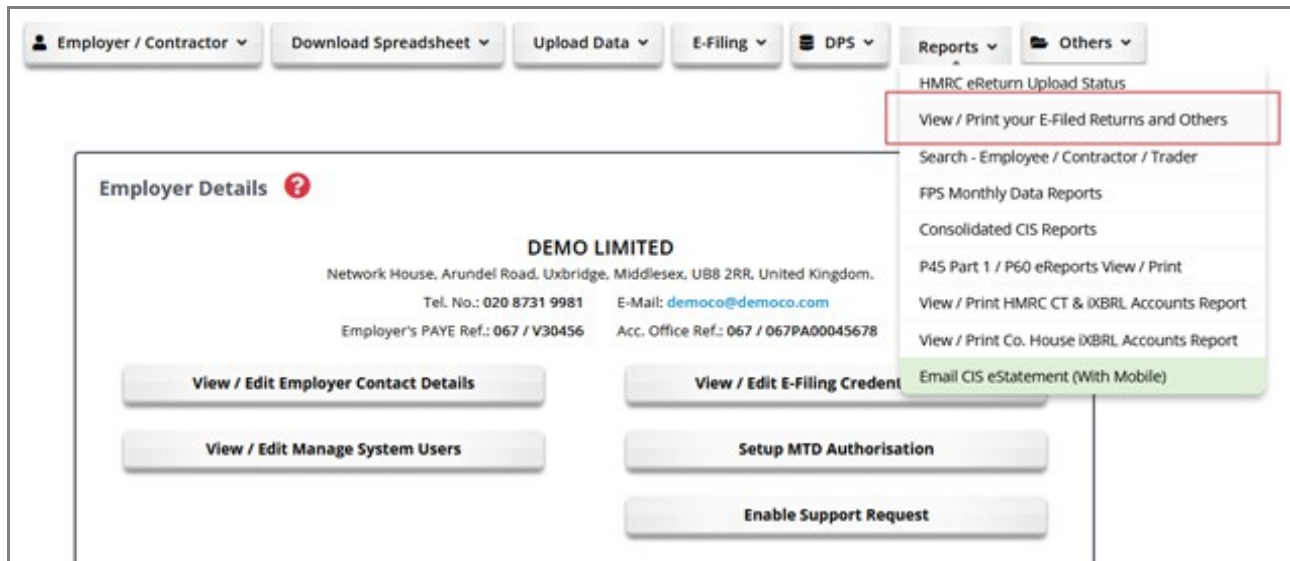 Employer / Contractor
Download Spreadsheet
Upload Data
E-Filing
DPS
Reports
Others
HMRC eReturn Upload Status
View / Print your E-Filed Returns and Others
Search - Employee / Contractor / Trader
FPS Monthly Data Reports
Consolidated CIS Reports
P45 Part 1 / P60 eReports View / Print
View / Print HMRC CT & iXBRL Accounts Report
View / Print Co. House iXBRL Accounts Report
Email CIS eStatement (With Mobile)
Employer Details ?
DEMO LIMITED
Network House, Arundel Road, Uxbridge, Middlesex, UB8 2RR, United Kingdom.
Tel. No.: 020 8731 9981 E-Mail: democo@democo.com
Employer's PAYE Ref.: 067 / V30456 Acc. Office Ref.: 067 / 067PA00045678
View / Edit Employer Contact Details
View / Edit E-Filing Credent
View / Edit Manage System Users
Setup MTD Authorisation
Enable Support Request